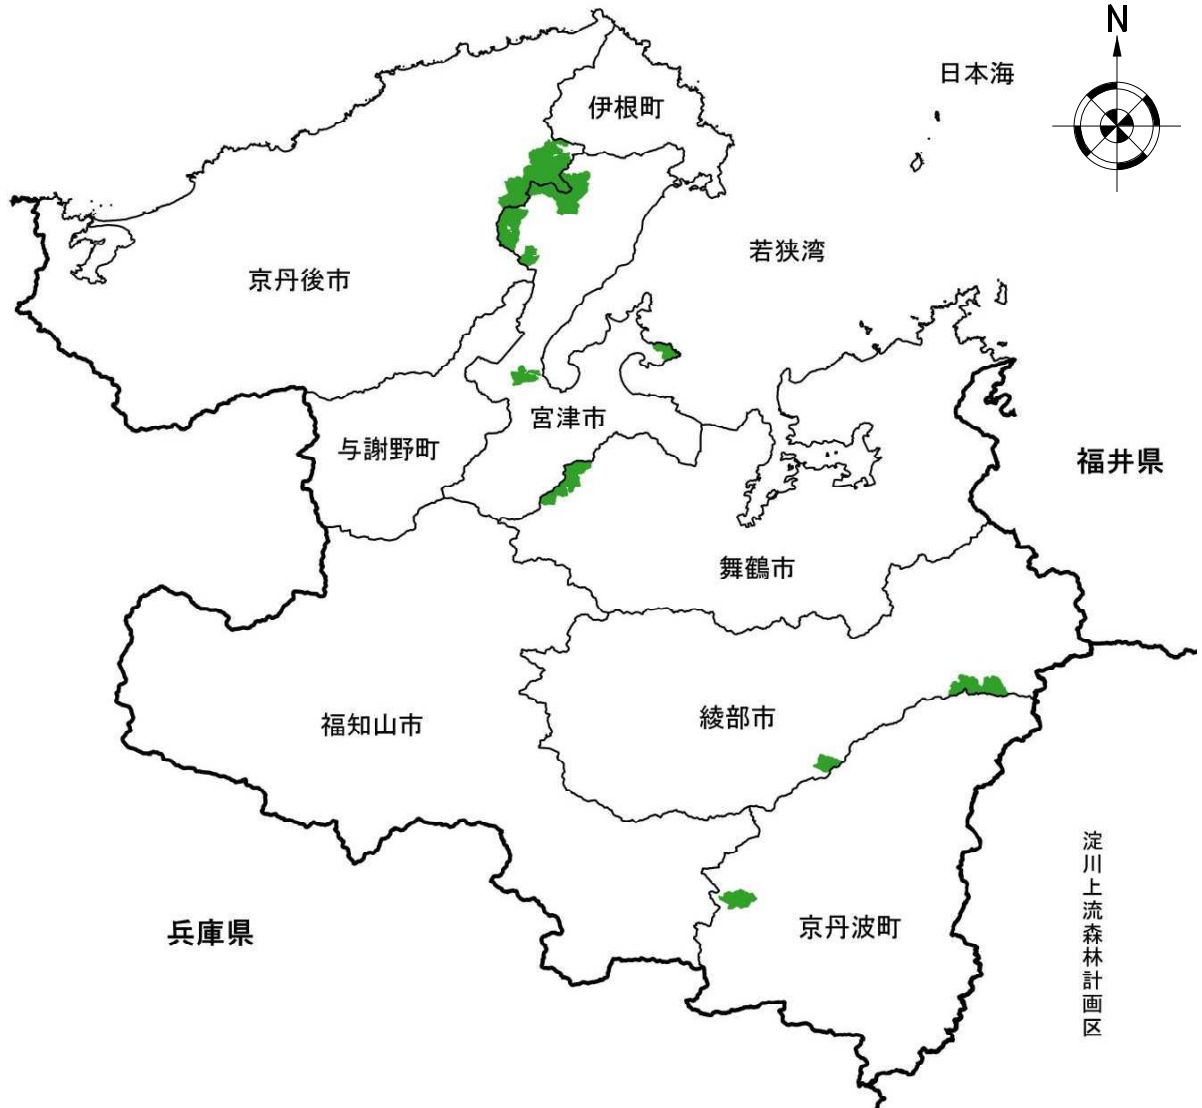 N
日本海
伊根町
若狭湾
京丹後市
宮津市
与謝野町
福井県
舞鶴市
福知山市
綾部市
淀川上流森林計画区
京丹波町
兵庫県